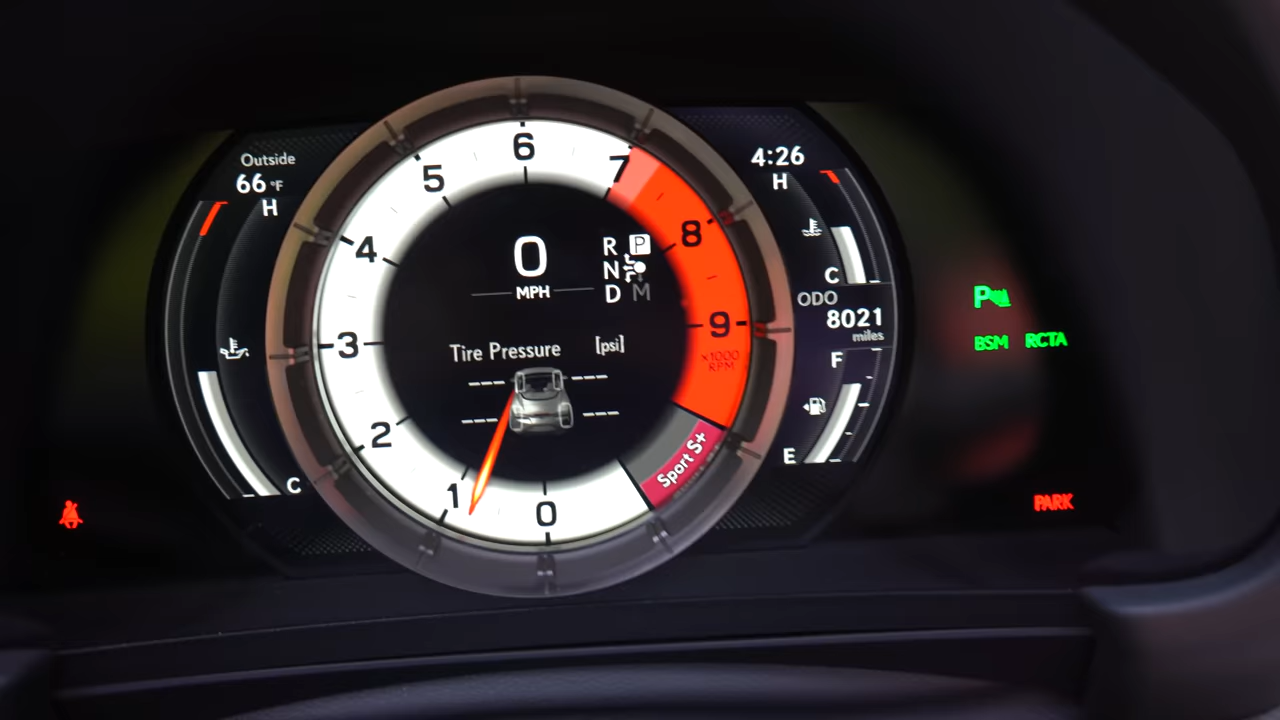 Outside
66 °F
H
C
6
5
7
4
8
3
9
2
1
0
x1000
RPM
Sport S+
0
MPH
R P
N
D M
Tire Pressure [psi]
--- ---
--- ---
4:26
H
C
ODO
8021
miles
F
E
P
BSM RCTA
PARK